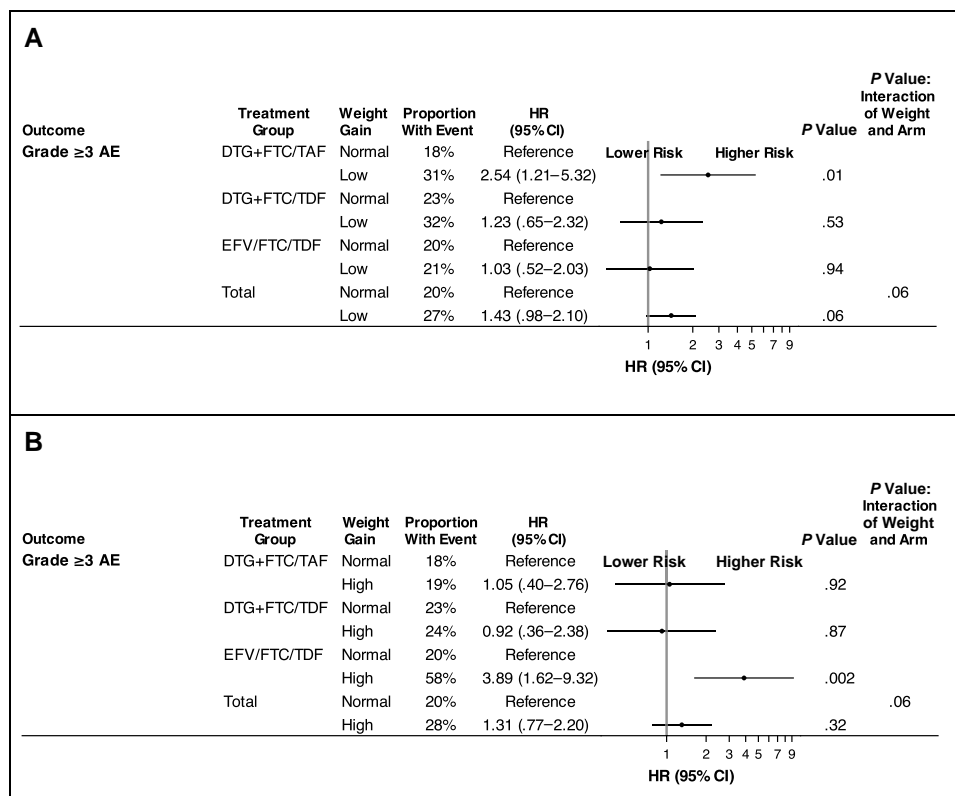 A
P Value:
Interaction
of Weight
and Arm
Treatment Group Weight Gain Proportion With Event HR (95% CI)
Outcome P Value
Grade ≥3 AE DTG+FTC/TAF Normal 18% Reference Lower Risk Higher Risk
Low 31% 2.54 (1.21–5.32) .01
DTG+FTC/TDF Normal 23% Reference
Low 32% 1.23 (.65–2.32) .53
EFV/FTC/TDF Normal 20% Reference
Low 21% 1.03 (.52–2.03) .94
Total Normal 20% Reference .06
Low 27% 1.43 (.98–2.10) .06
1 2 3 4 5 7 9
HR (95% CI)
B
P Value:
Interaction
of Weight
and Arm
Treatment Group Weight Gain Proportion With Event HR (95% CI)
Outcome P Value
Grade ≥3 AE DTG+FTC/TAF Normal 18% Reference Lower Risk Higher Risk
High 19% 1.05 (.40–2.76) .92
DTG+FTC/TDF Normal 23% Reference
High 24% 0.92 (.36–2.38) .87
EFV/FTC/TDF Normal 20% Reference
High 58% 3.89 (1.62–9.32) .002
Total Normal 20% Reference .06
High 28% 1.31 (.77–2.20) .32
1 2 3 4 5 7 9
HR (95% CI)